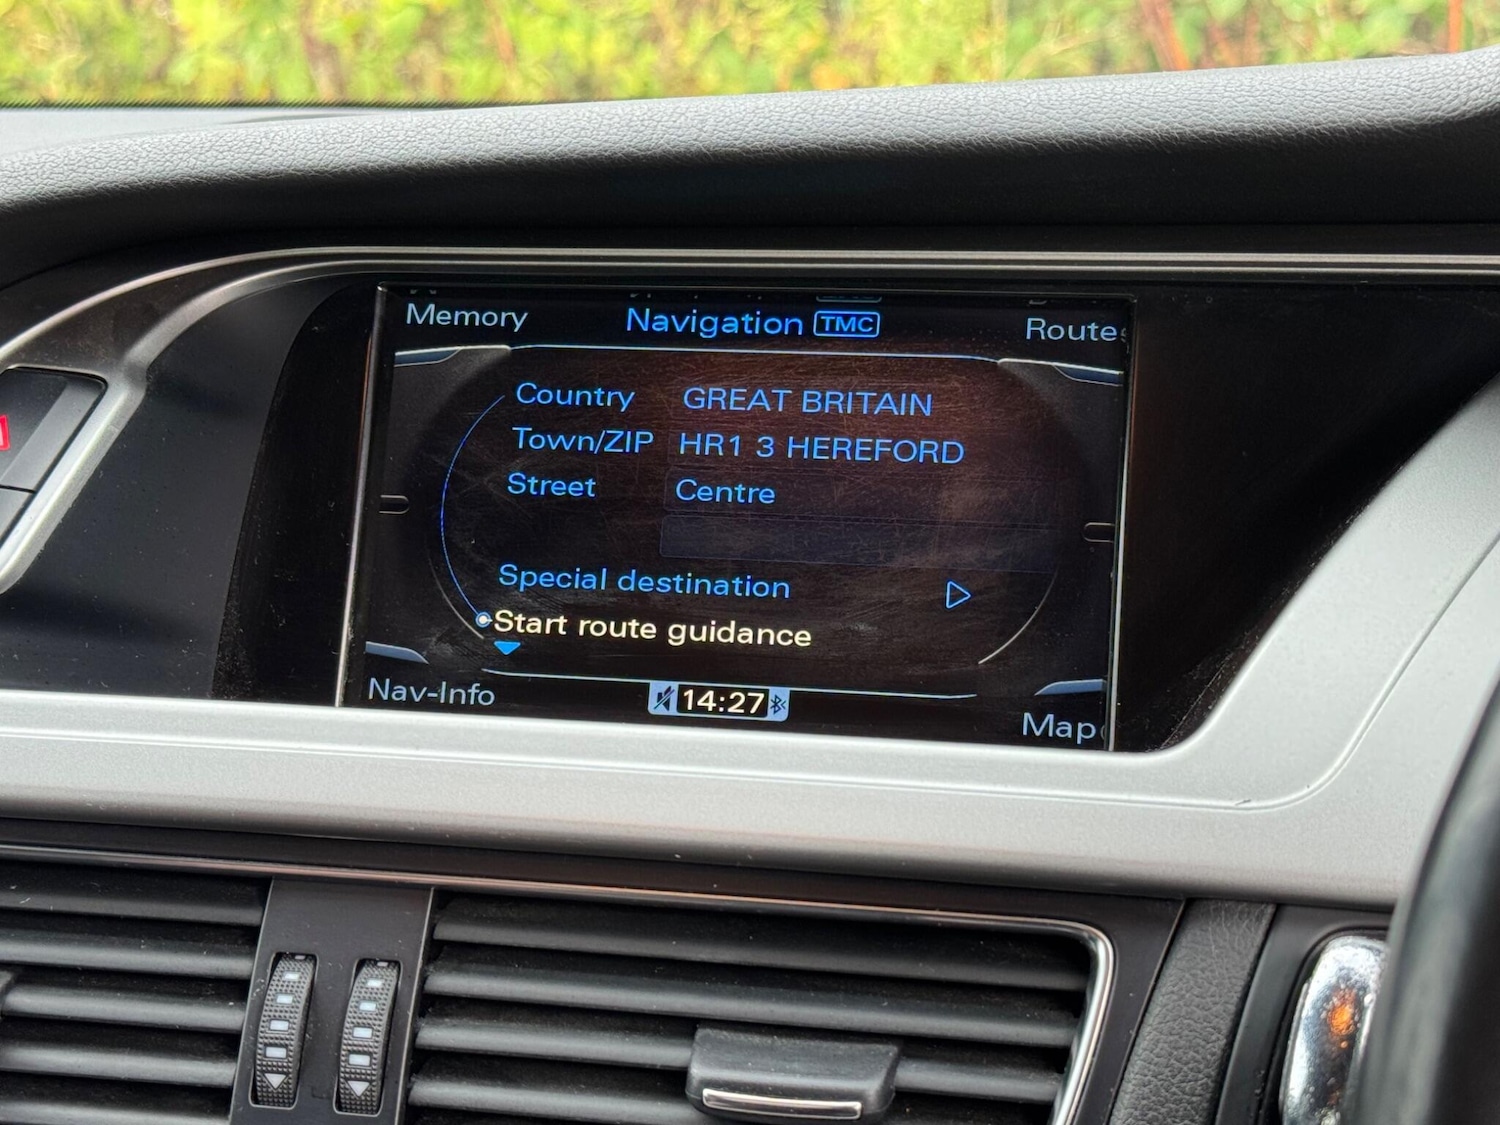 Memory Navigation TMC Route
Country GREAT BRITAIN
Town/ZIP HR1 3 HEREFORD
Street Centre
Special destination
Start route guidance
Nav-Info 14:27 Map